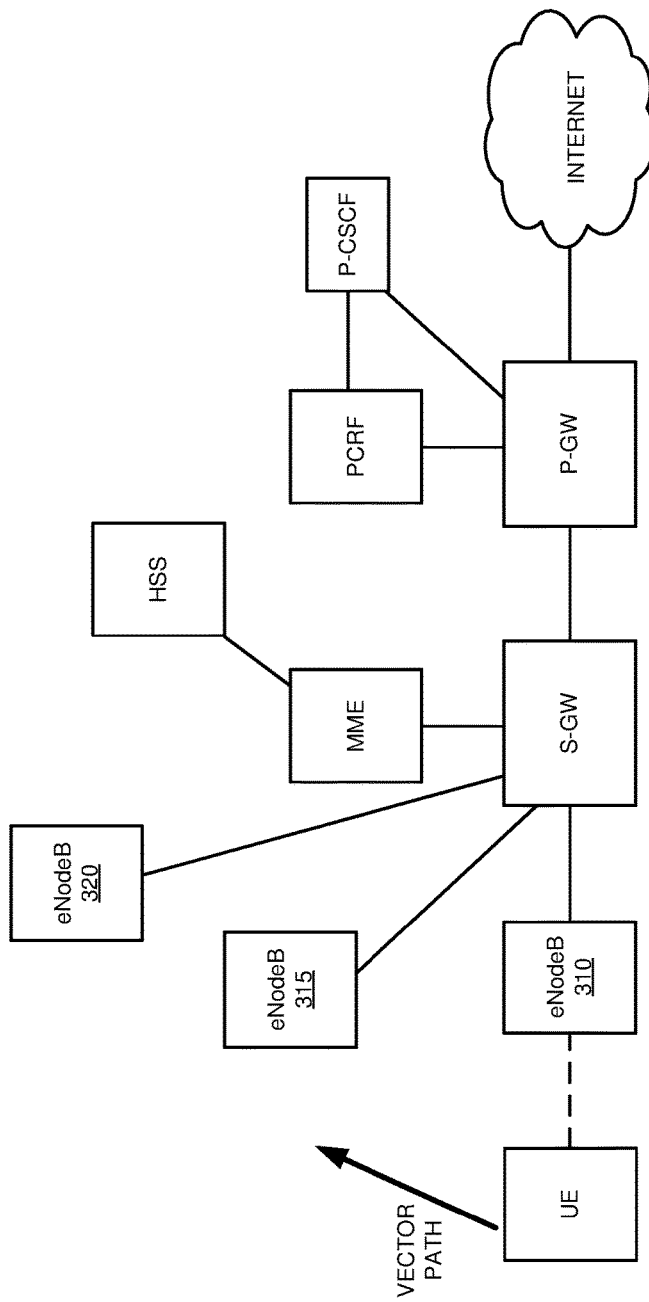 eNodeB
320
HSS
eNodeB
315
MME
PCRF
P-CSCF
VECTOR
PATH
UE
eNodeB
310
S-GW
P-GW
INTERNET